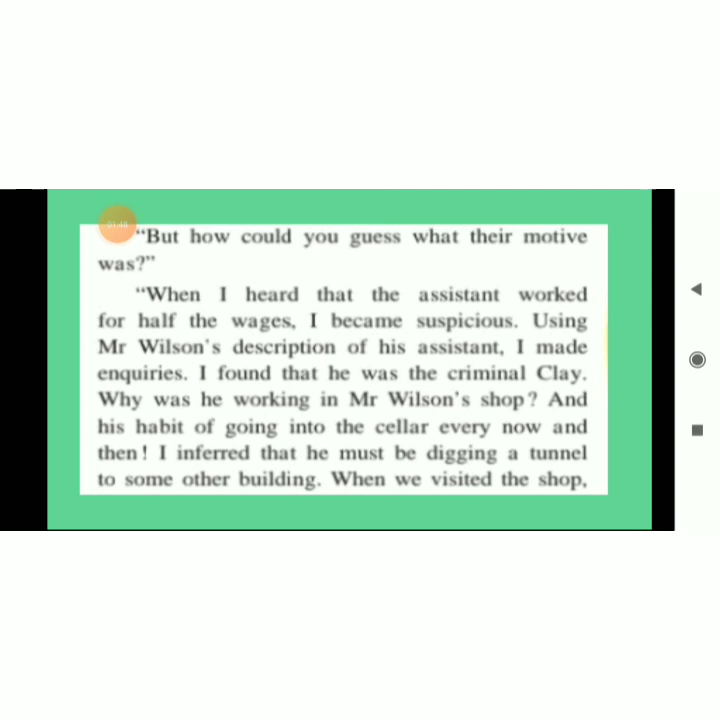 01:48
“But how could you guess what their motive
was?”
“When I heard that the assistant worked
for half the wages, I became suspicious. Using
Mr Wilson's description of his assistant, I made
enquiries. I found that he was the criminal Clay.
Why was he working in Mr Wilson's shop? And
his habit of going into the cellar every now and
then! I inferred that he must be digging a tunnel
to some other building. When we visited the shop,